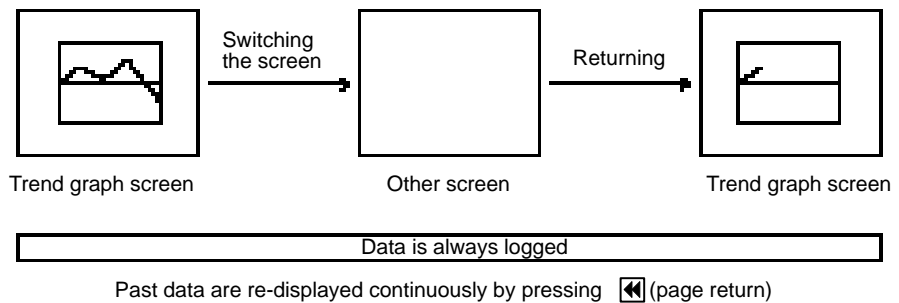 Switching
the screen
Returning
Trend graph screen
Other screen
Trend graph screen
Data is always logged
Past data are re-displayed continuously by pressing (page return)